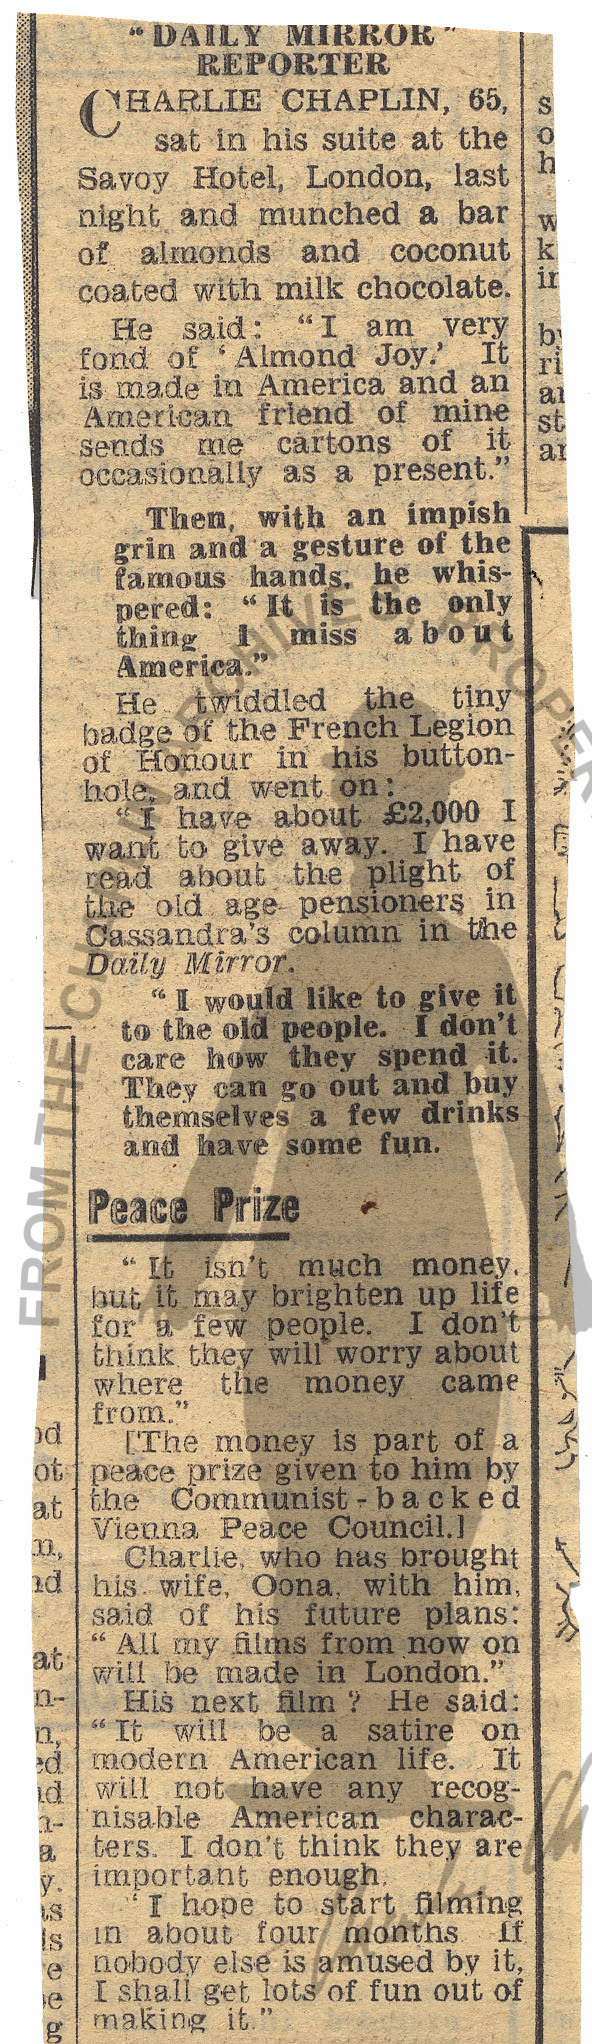 "DAILY MIRROR"
REPORTER
CHARLIE CHAPLIN, 65,
sat in his suite at the
Savoy Hotel, London, last
night and munched a bar
of almonds and coconut
coated with milk chocolate.
He said: "I am very
fond of 'Almond Joy.' It
is made in America and an
American friend of mine
sends me cartons of it
occasionally as a present."
Then, with an impish
grin and a gesture of the
famous hands, he whis-
pered: "It is the only
thing I miss about
America."
He twiddled the tiny
badge of the French Legion
of Honour in his button-
hole, and went on:
"I have about £2,000 I
want to give away. I have
read about the plight of
the old age pensioners in
Cassandra's column in the
Daily Mirror.
"I would like to give it
to the old people. I don't
care how they spend it.
They can go out and buy
themselves a few drinks
and have some fun.
Peace Prize
"It isn't much money,
but it may brighten up life
for a few people. I don't
think they will worry about
where the money came
from."
[The money is part of a
peace prize given to him by
the Communist-backed
Vienna Peace Council.]
Charlie, who has brought
his wife, Oona, with him,
said of his future plans:
"All my films from now on
will be made in London."
His next film? He said:
"It will be a satire on
modern American life. It
will not have any recog-
nisable American charac-
ters. I don't think they are
important enough.
"I hope to start filming
in about four months. If
nobody else is amused by it,
I shall get lots of fun out of
making it."
FROM THE CHAPLIN ARCHIVES, PROPER